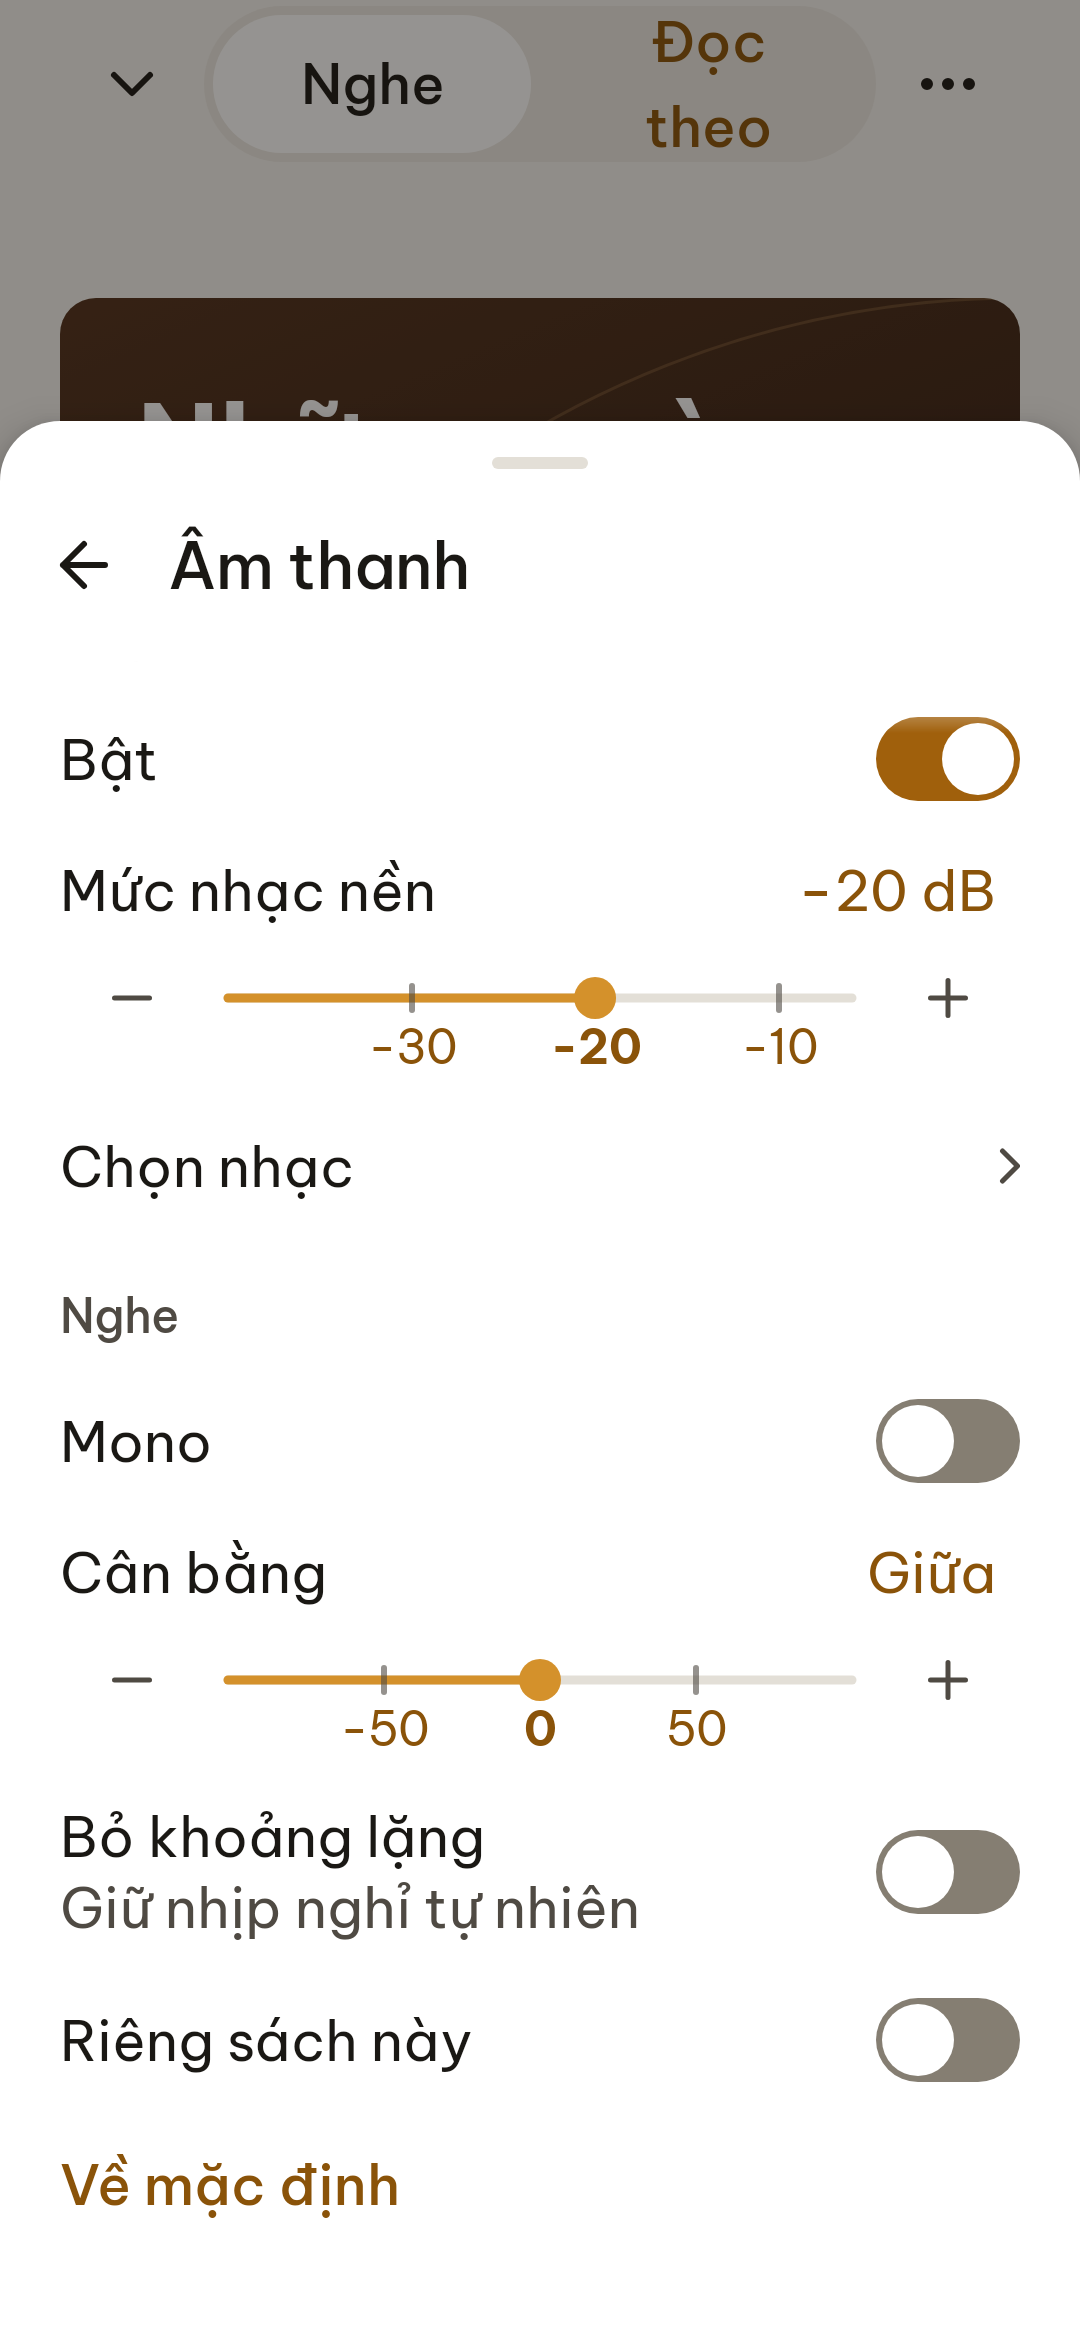 Nghe
Đọc
theo
Âm thanh
Bật
Mức nhạc nền
-20 dB
-30 -20 -10
Chọn nhạc
Nghe
Mono
Cân bằng
Giữa
-50 0 50
Bỏ khoảng lặng
Giữ nhịp nghỉ tự nhiên
Riêng sách này
Về mặc định